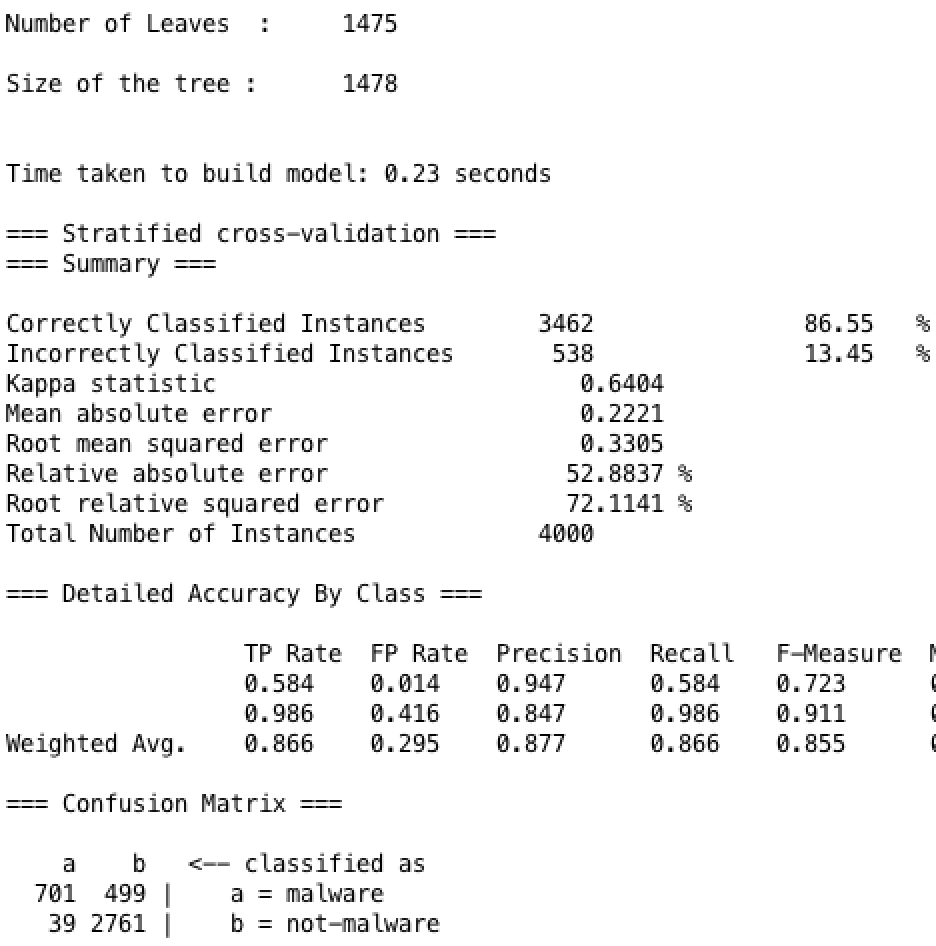 Number of Leaves  :     1475
Size of the tree :      1478
Time taken to build model: 0.23 seconds
=== Stratified cross-validation ===
=== Summary ===
Correctly Classified Instances        3462               86.55   %
Incorrectly Classified Instances       538               13.45   %
Kappa statistic                          0.6404
Mean absolute error                      0.2221
Root mean squared error                  0.3305
Relative absolute error                 52.8837 %
Root relative squared error             72.1141 %
Total Number of Instances             4000
=== Detailed Accuracy By Class ===
                 TP Rate  FP Rate  Precision  Recall   F-Measure
                 0.584    0.014    0.947      0.584    0.723
                 0.986    0.416    0.847      0.986    0.911
Weighted Avg.    0.866    0.295    0.877      0.866    0.855
=== Confusion Matrix ===
    a    b   <-- classified as
  701  499 |    a = malware
   39 2761 |    b = not-malware